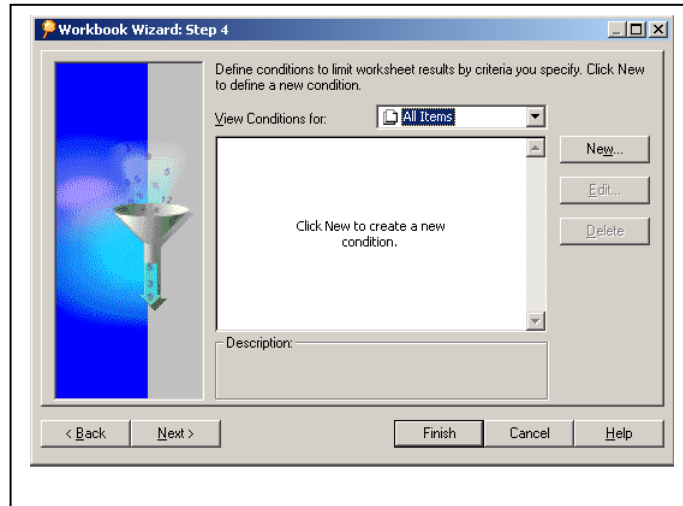 Workbook Wizard: Step 4
Define conditions to limit worksheet results by criteria you specify. Click New
to define a new condition.
View Conditions for:
All Items
New...
Edit...
Delete
Click New to create a new
condition.
Description:
< Back
Next >
Finish
Cancel
Help